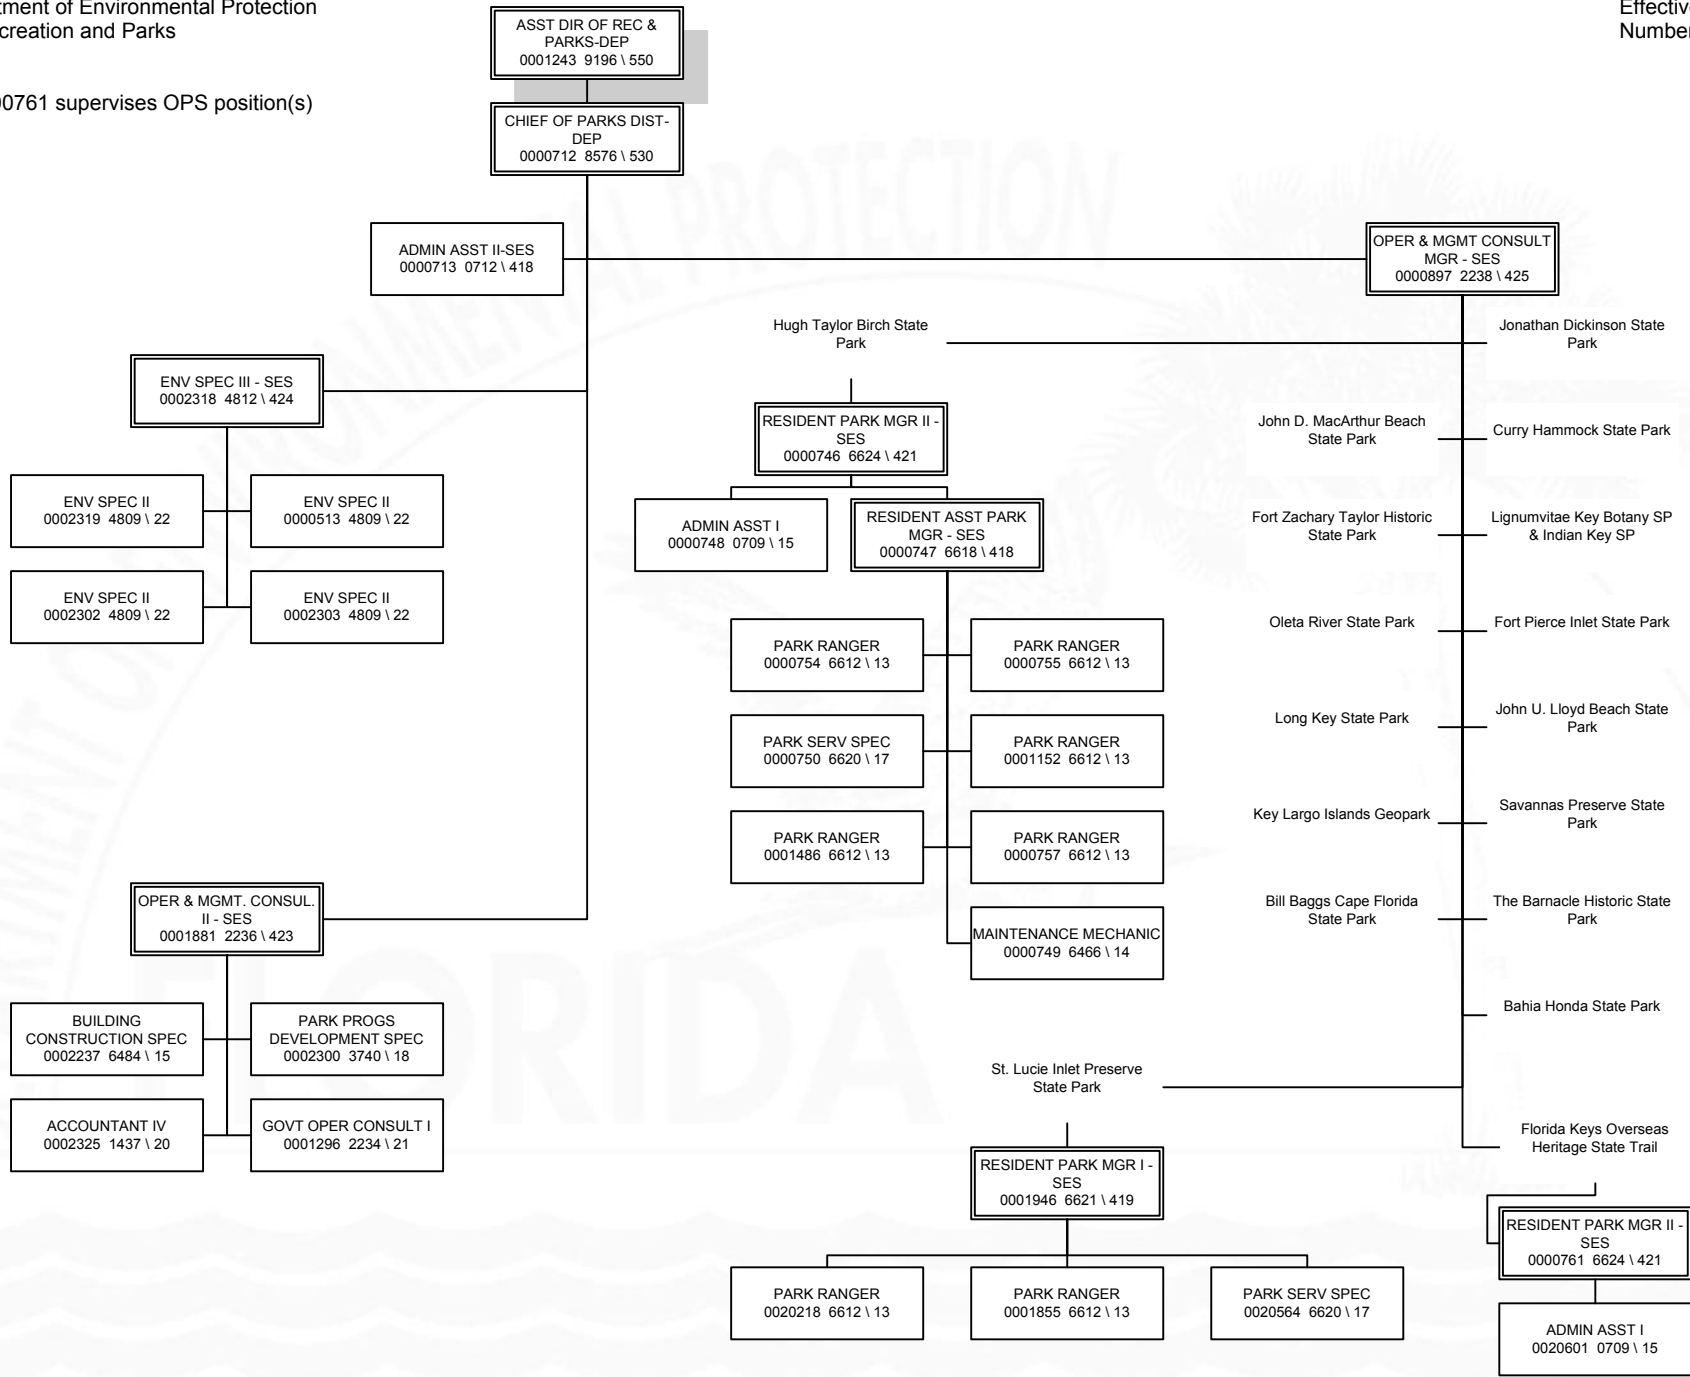 tment of Environmental Protection
creation and Parks
Effective
Number
00761 supervises OPS position(s)
ASST DIR OF REC &
PARKS-DEP
0001243 9196 \ 550
CHIEF OF PARKS DIST-
DEP
0000712 8576 \ 530
ADMIN ASST II-SES
0000713 0712 \ 418
OPER & MGMT CONSULT
MGR - SES
0000897 2238 \ 425
ENV SPEC III - SES
0002318 4812 \ 424
ENV SPEC II
0002319 4809 \ 22
ENV SPEC II
0000513 4809 \ 22
ENV SPEC II
0002302 4809 \ 22
ENV SPEC II
0002303 4809 \ 22
OPER & MGMT. CONSUL.
II - SES
0001881 2236 \ 423
BUILDING
CONSTRUCTION SPEC
0002237 6484 \ 15
PARK PROGS
DEVELOPMENT SPEC
0002300 3740 \ 18
ACCOUNTANT IV
0002325 1437 \ 20
GOVT OPER CONSULT I
0001296 2234 \ 21
Hugh Taylor Birch State
Park
RESIDENT PARK MGR II -
SES
0000746 6624 \ 421
ADMIN ASST I
0000748 0709 \ 15
RESIDENT ASST PARK
MGR - SES
0000747 6618 \ 418
PARK RANGER
0000754 6612 \ 13
PARK RANGER
0000755 6612 \ 13
PARK SERV SPEC
0000750 6620 \ 17
PARK RANGER
0001152 6612 \ 13
PARK RANGER
0001486 6612 \ 13
PARK RANGER
0000757 6612 \ 13
MAINTENANCE MECHANIC
0000749 6466 \ 14
Jonathan Dickinson State
Park
John D. MacArthur Beach
State Park
Curry Hammock State Park
Fort Zachary Taylor Historic
State Park
Lignumvitae Key Botany SP
& Indian Key SP
Oleta River State Park
Fort Pierce Inlet State Park
Long Key State Park
John U. Lloyd Beach State
Park
Key Largo Islands Geopark
Savannas Preserve State
Park
Bill Baggs Cape Florida
State Park
The Barnacle Historic State
Park
Bahia Honda State Park
St. Lucie Inlet Preserve
State Park
RESIDENT PARK MGR I -
SES
0001946 6621 \ 419
PARK RANGER
0020218 6612 \ 13
PARK RANGER
0001855 6612 \ 13
PARK SERV SPEC
0020564 6620 \ 17
Florida Keys Overseas
Heritage State Trail
RESIDENT PARK MGR II -
SES
0000761 6624 \ 421
ADMIN ASST I
0020601 0709 \ 15
RTMENT OF ENVIRONMENTAL PROTECTION
FLORIDA